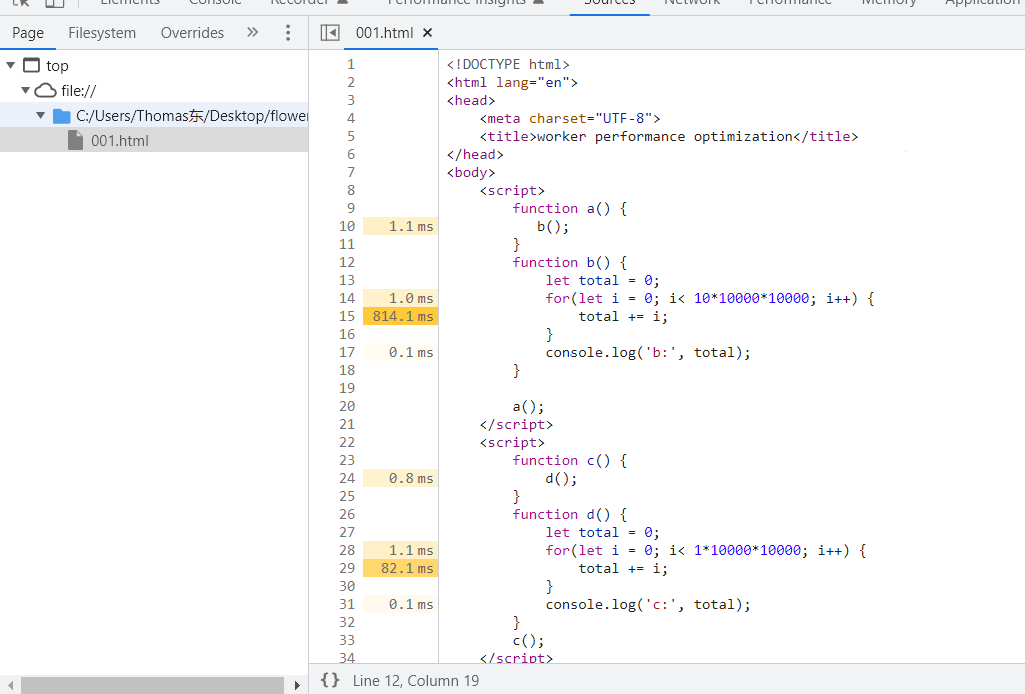 Elements Console Recorder Performance insights Sources Network Performance Memory Application
Page Filesystem Overrides
001.html
top
file://
C:/Users/Thomas东/Desktop/flower
001.html
1 <!DOCTYPE html>
2 <html lang="en">
3 <head>
4 <meta charset="UTF-8">
5 <title>worker performance optimization</title>
6 </head>
7 <body>
8 <script>
9 function a() {
10 1.1 ms b();
11 }
12 function b() {
13 let total = 0;
14 1.0 ms for(let i = 0; i< 10*10000*10000; i++) {
15 814.1 ms total += i;
16 }
17 0.1 ms console.log('b:', total);
18 }
19
20 a();
21 </script>
22 <script>
23 function c() {
24 0.8 ms d();
25 }
26 function d() {
27 let total = 0;
28 1.1 ms for(let i = 0; i< 1*10000*10000; i++) {
29 82.1 ms total += i;
30 }
31 0.1 ms console.log('c:', total);
32 }
33 c();
34 </script>
{} Line 12, Column 19